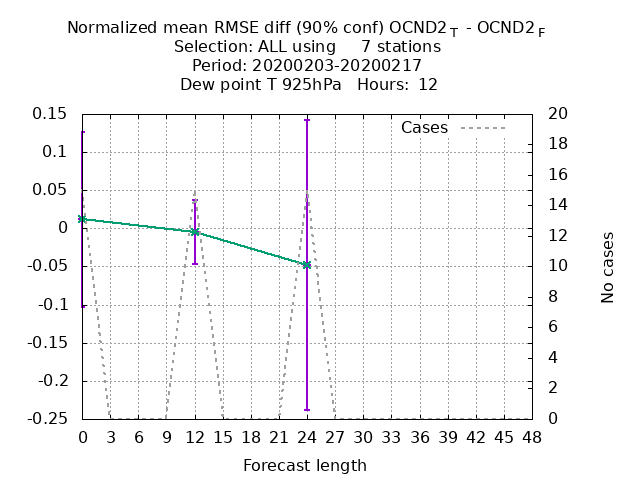 Normalized mean RMSE diff (90% conf) OCND2 T - OCND2 F
Selection: ALL using 7 stations
Period: 20200203-20200217
Dew point T 925hPa Hours: 12
Cases
0.15
0.1
0.05
0
-0.05
-0.1
-0.15
-0.2
-0.25
20
18
16
14
12
10
8
6
4
2
0
No cases
0 3 6 9 12 15 18 21 24 27 30 33 36 39 42 45 48
Forecast length